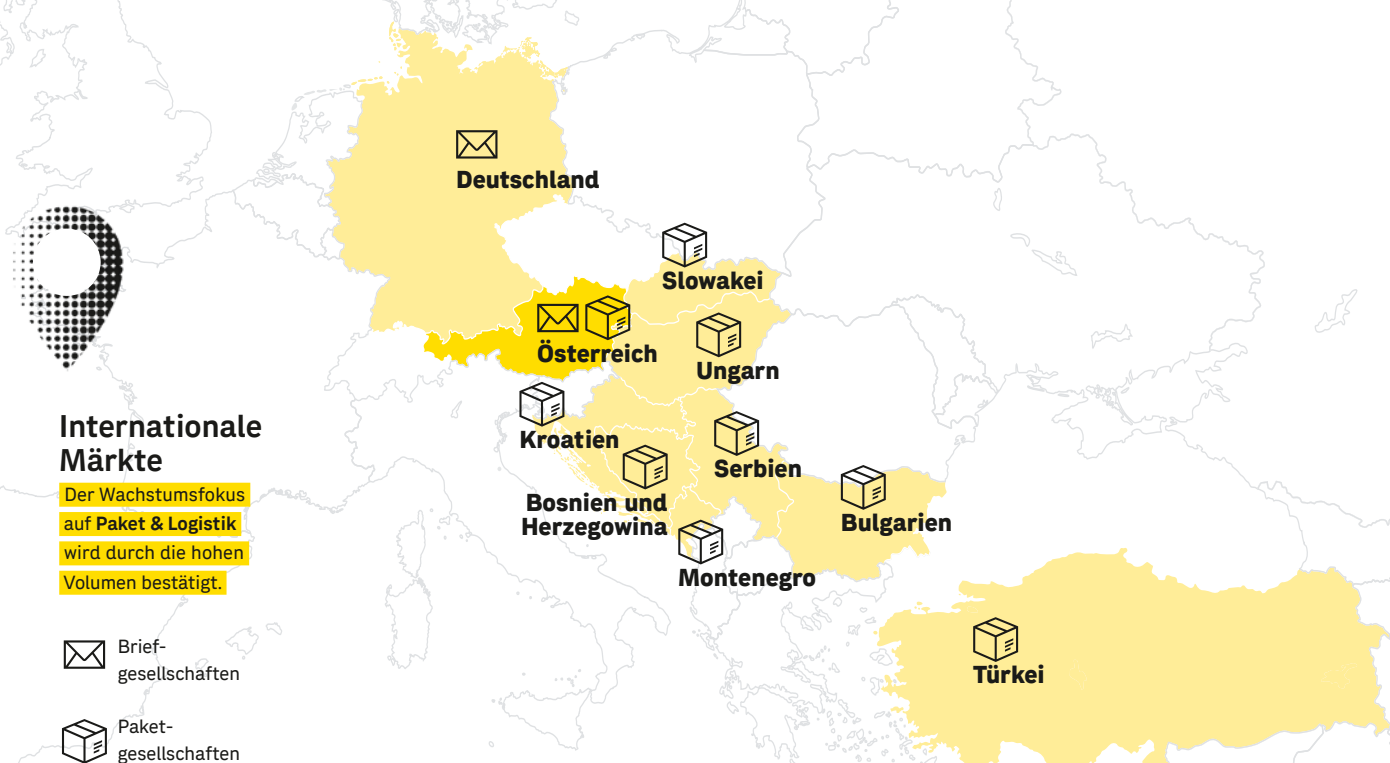 Deutschland
Slowakei
Österreich
Ungarn
Kroatien
Serbien
Bosnien und
Herzegowina
Bulgarien
Montenegro
Türkei
Internationale
Märkte
Der Wachstumsfokus
auf Paket & Logistik
wird durch die hohen
Volumen bestätigt.
Brief-
gesellschaften
Paket-
gesellschaften